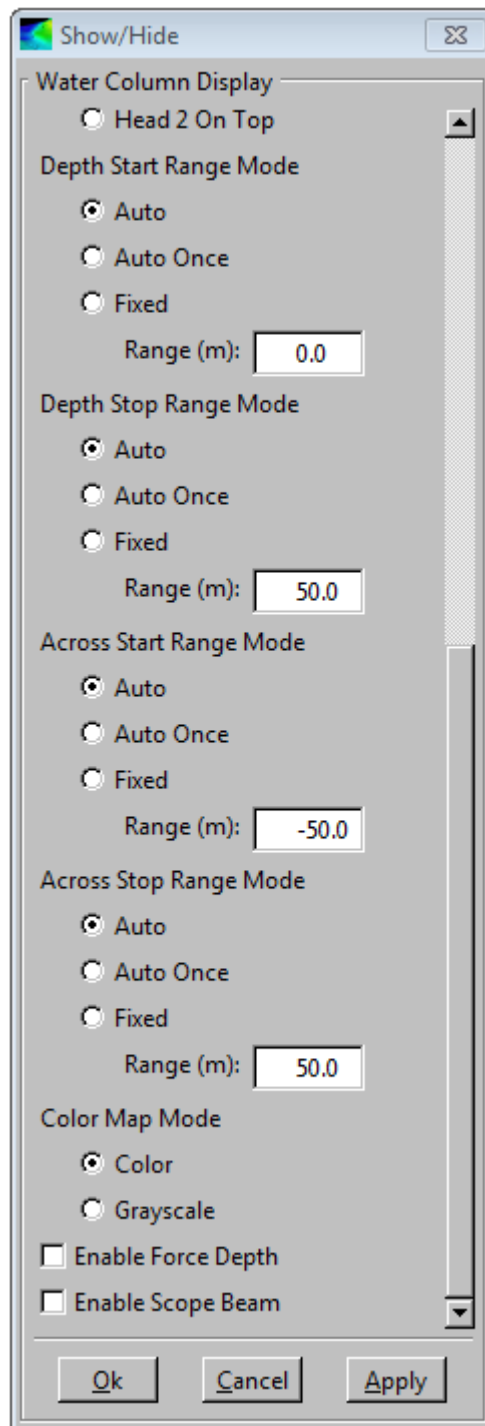 Show/Hide
Water Column Display
Head 2 On Top
Depth Start Range Mode
Auto
Auto Once
Fixed
Range (m): 0.0
Depth Stop Range Mode
Auto
Auto Once
Fixed
Range (m): 50.0
Across Start Range Mode
Auto
Auto Once
Fixed
Range (m): -50.0
Across Stop Range Mode
Auto
Auto Once
Fixed
Range (m): 50.0
Color Map Mode
Color
Grayscale
Enable Force Depth
Enable Scope Beam
Ok Cancel Apply